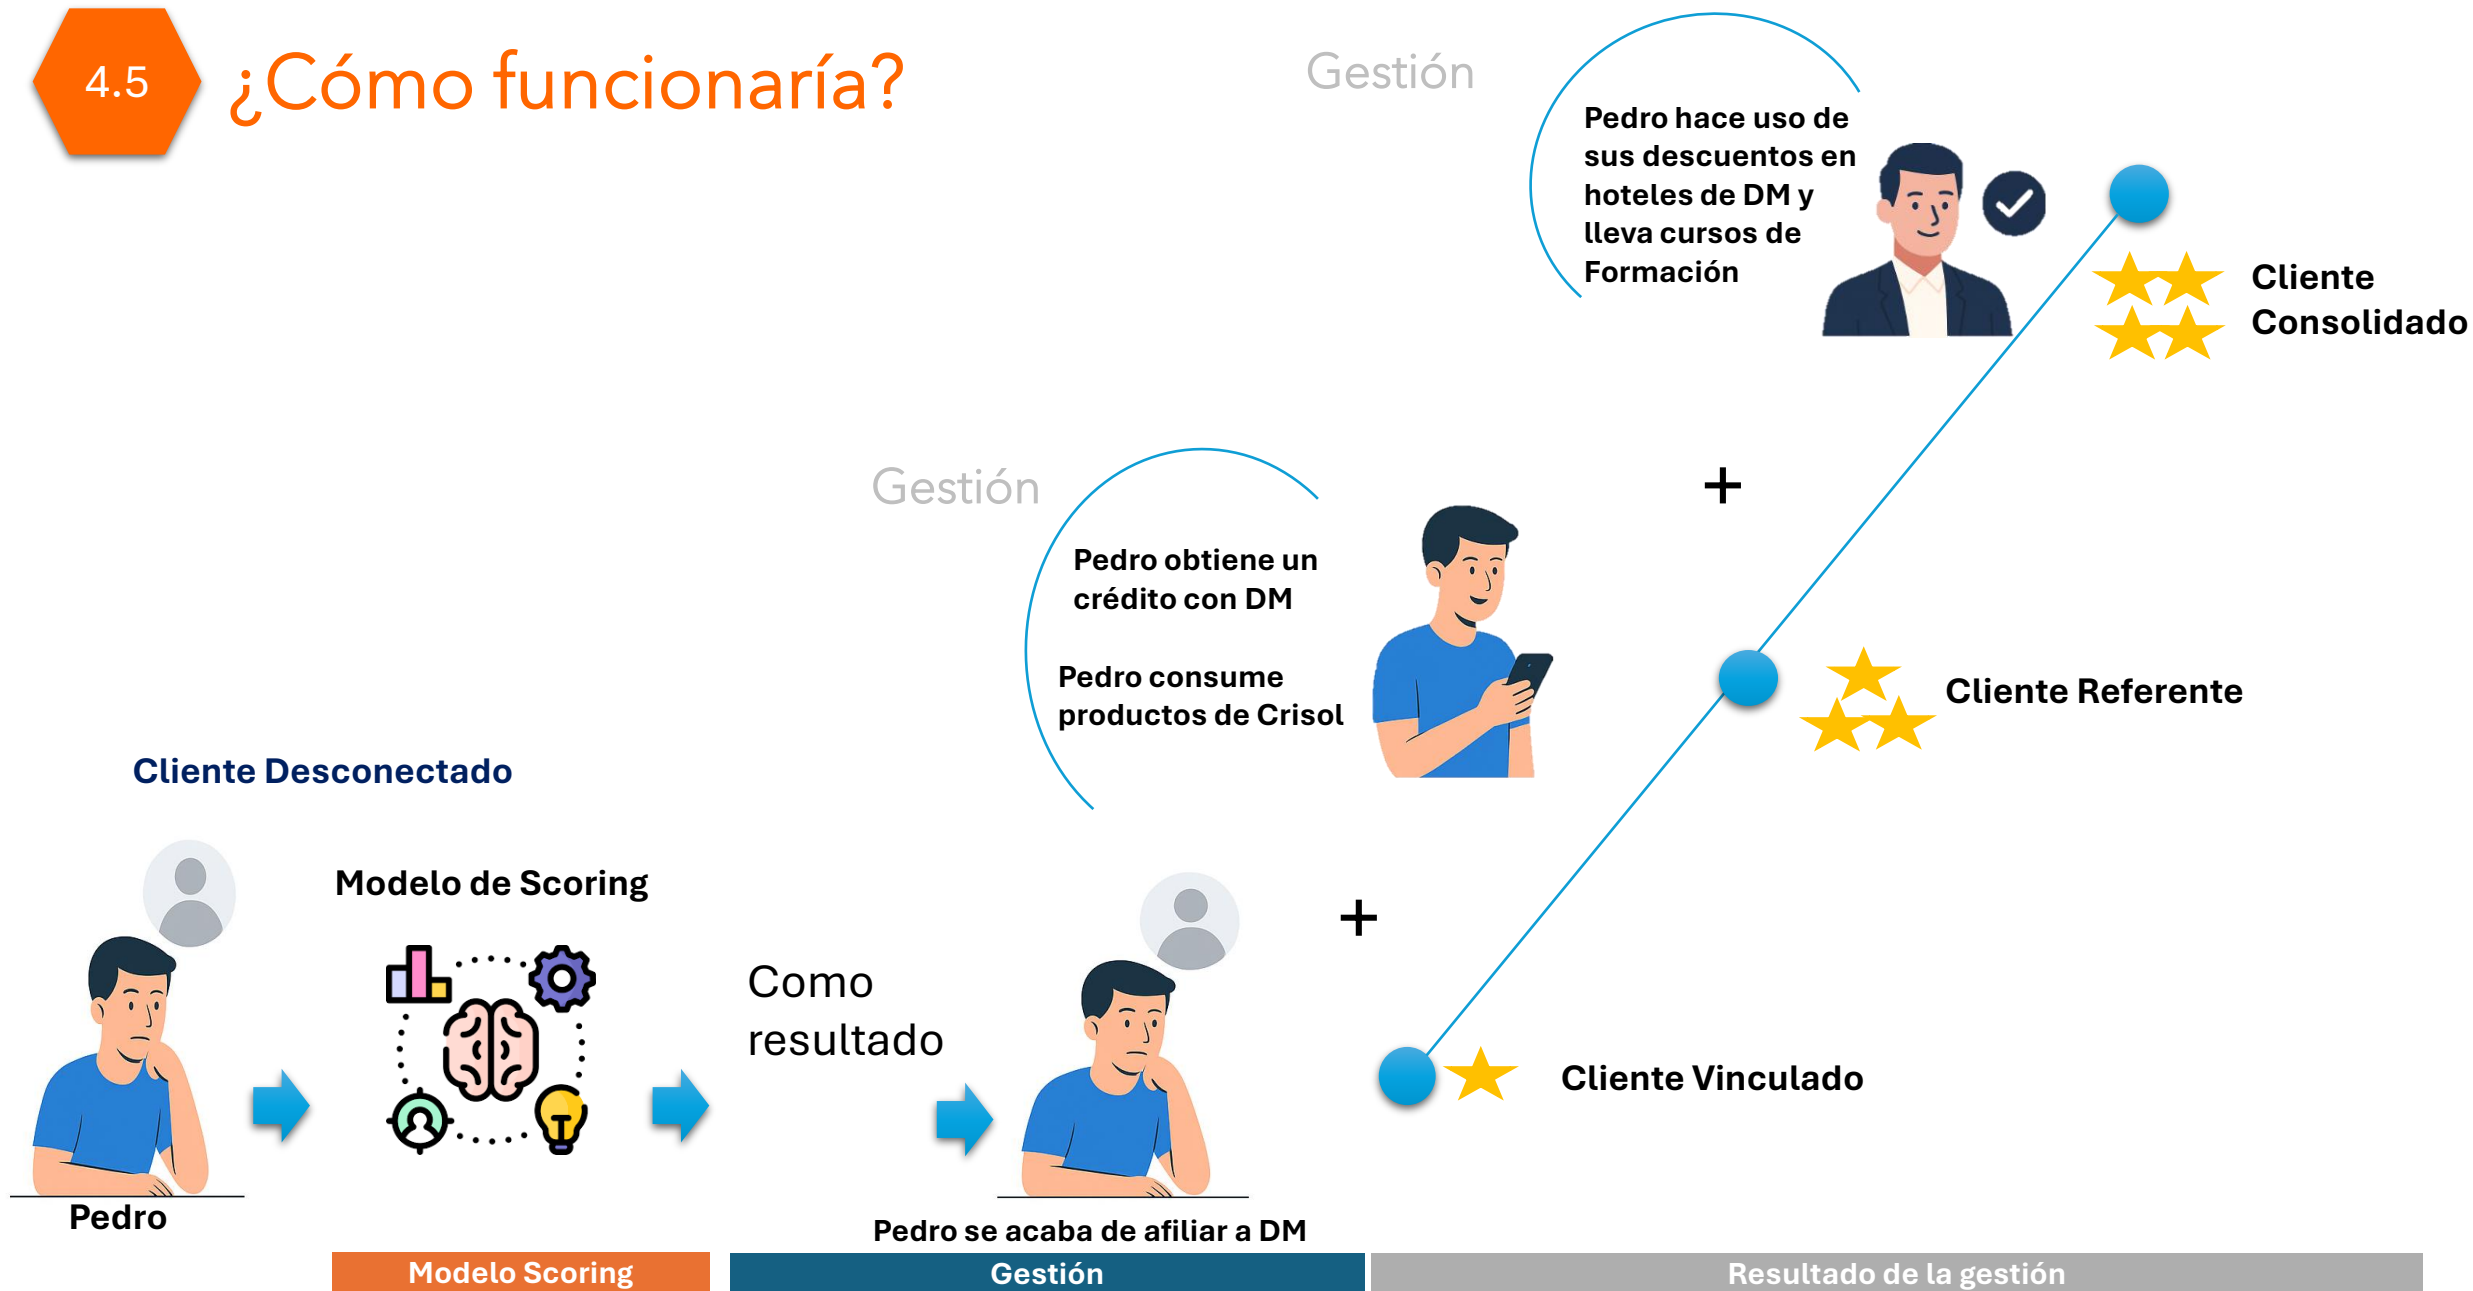 4.5
¿Cómo funcionaría?
Gestión
Pedro hace uso de
sus descuentos en
hoteles de DM y
lleva cursos de
Formación
Cliente
Consolidado
Gestión
+
Pedro obtiene un
crédito con DM
Pedro consume
productos de Crisol
Cliente Referente
Cliente Desconectado
Modelo de Scoring
+
Como
resultado
Cliente Vinculado
Pedro
Pedro se acaba de afiliar a DM
Modelo Scoring
Gestión
Resultado de la gestión